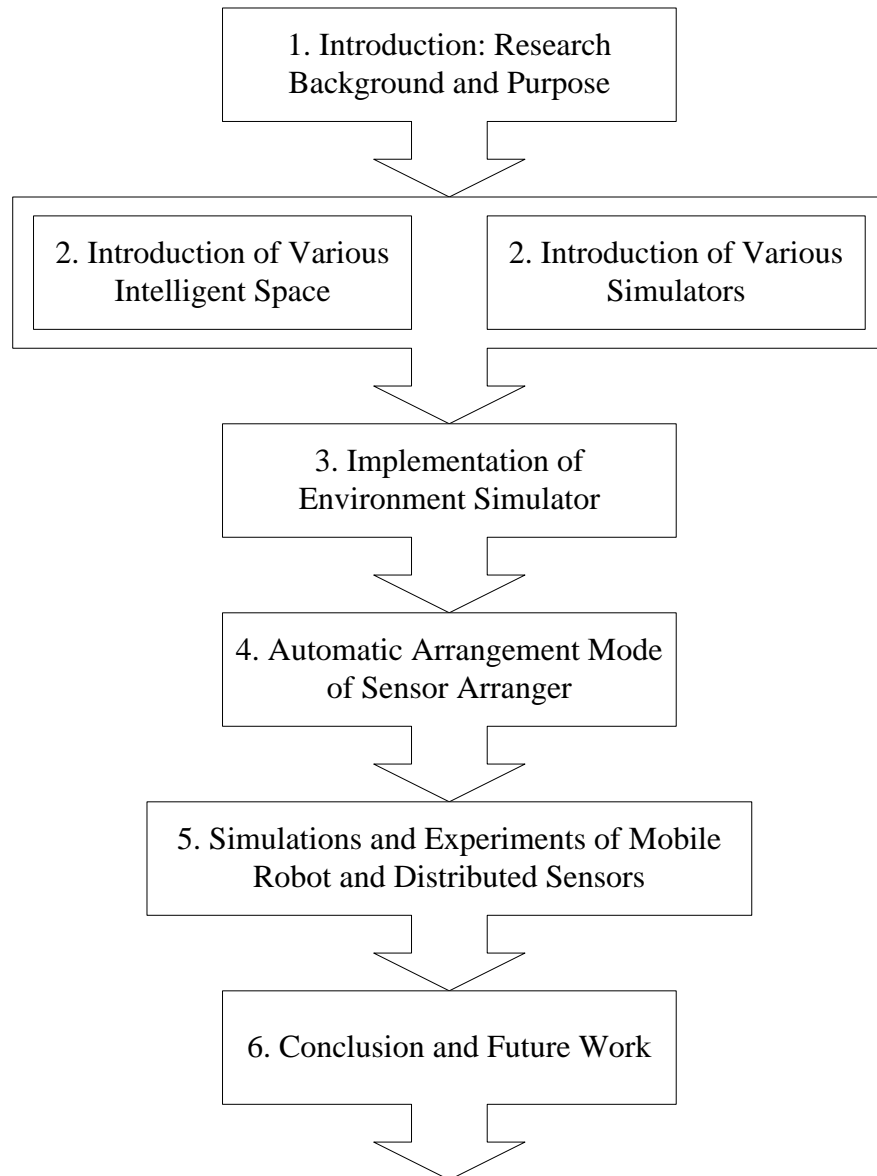 1. Introduction: Research
Background and Purpose
2. Introduction of Various
Intelligent Space
2. Introduction of Various
Simulators
3. Implementation of
Environment Simulator
4. Automatic Arrangement Mode
of Sensor Arranger
5. Simulations and Experiments of Mobile
Robot and Distributed Sensors
6. Conclusion and Future Work